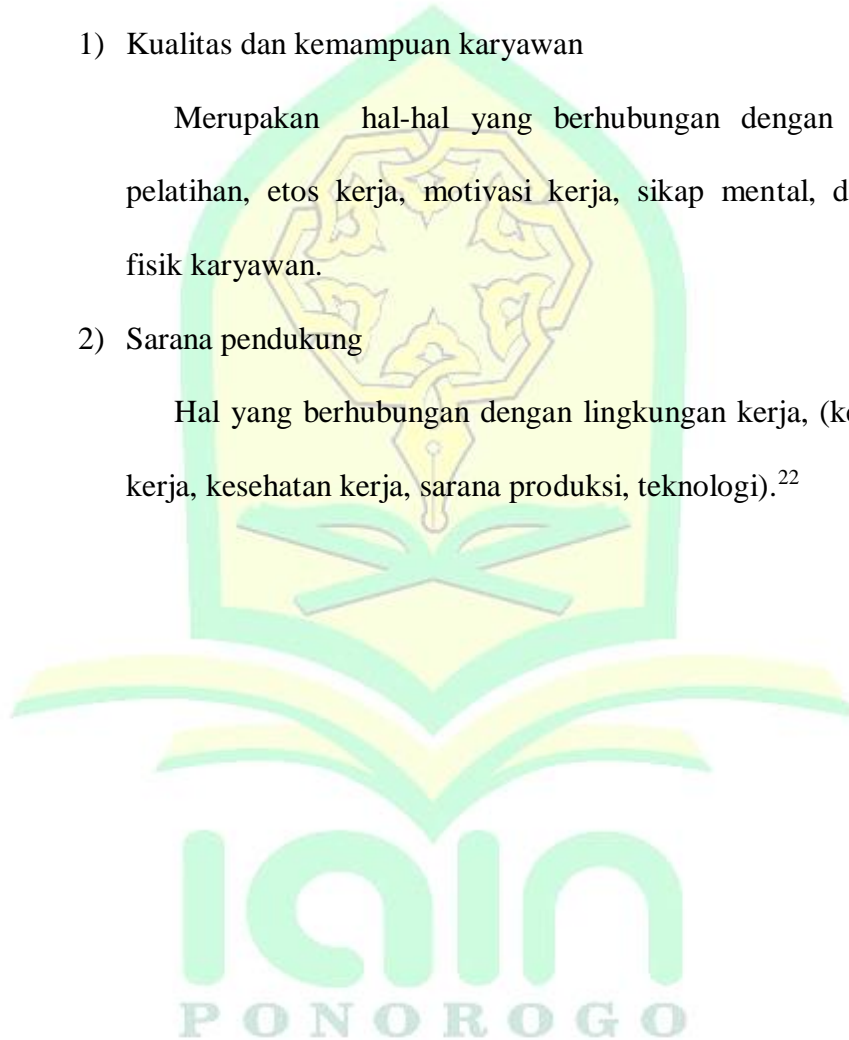 1) Kualitas dan kemampuan karyawan
Merupakan hal-hal yang berhubungan dengan
pelatihan, etos kerja, motivasi kerja, sikap mental,
fisik karyawan.
2) Sarana pendukung
Hal yang berhubungan dengan lingkungan kerja,
kerja, kesehatan kerja, sarana produksi, teknologi).22
iain
PONOROGO